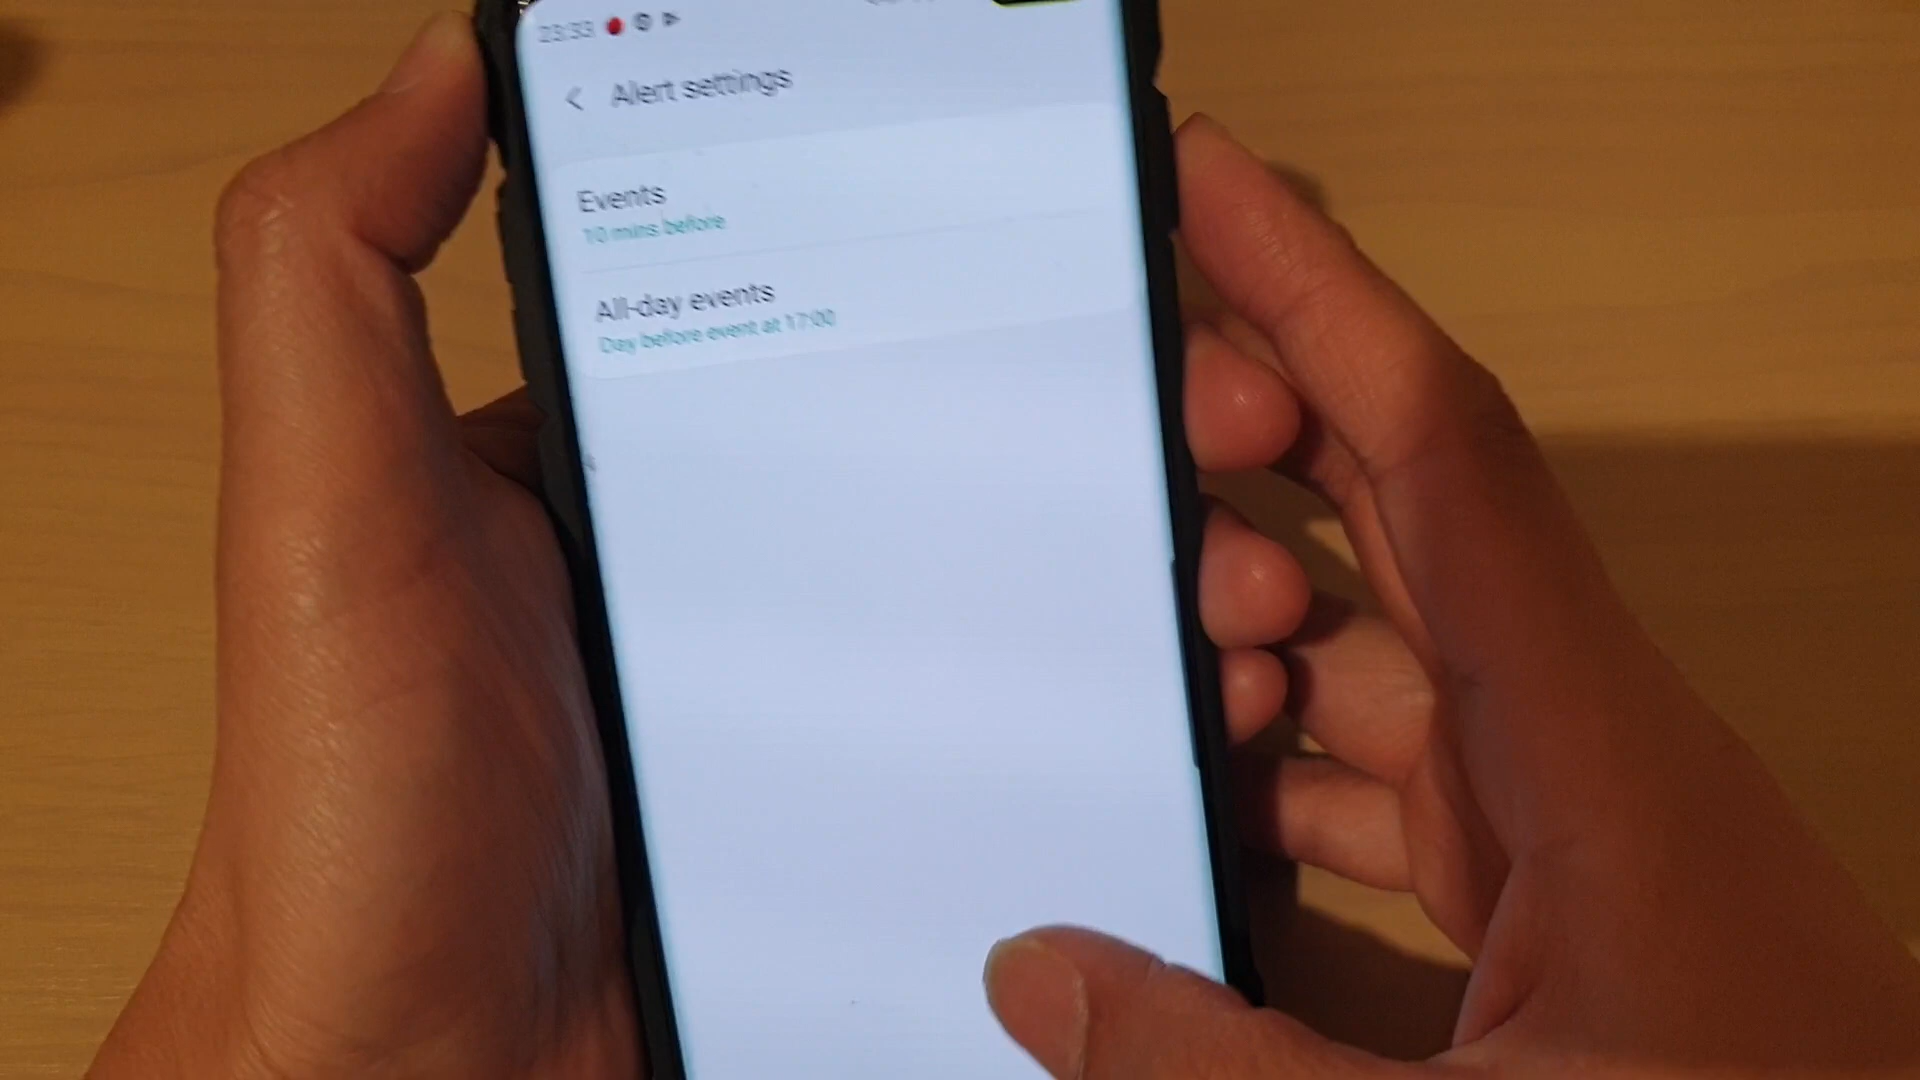 23:33
Alert settings
Events
10 mins before
All-day events
Day before event at 17:00